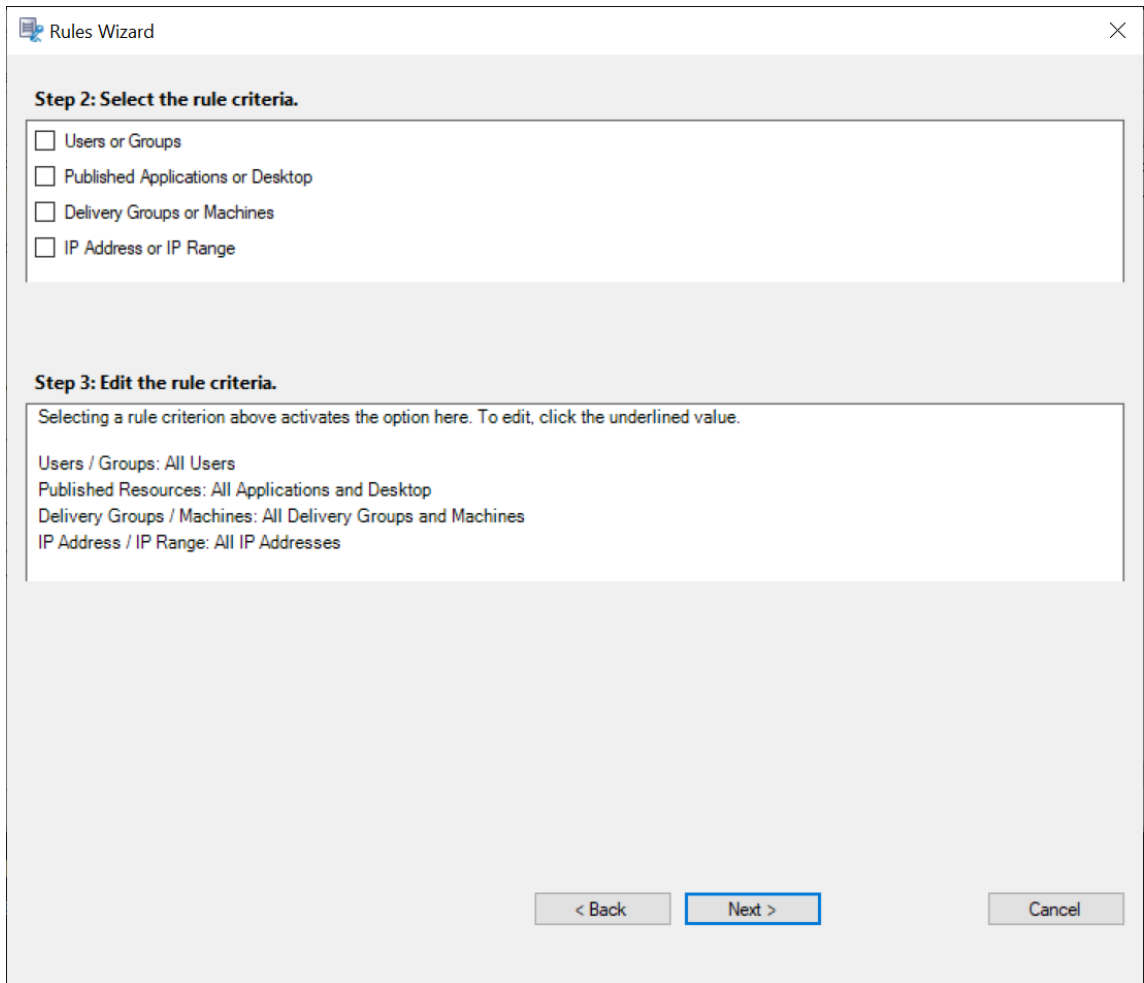 Rules Wizard
Step 2: Select the rule criteria.
Users or Groups
Published Applications or Desktop
Delivery Groups or Machines
IP Address or IP Range
Step 3: Edit the rule criteria.
Selecting a rule criterion above activates the option here. To edit, click the underlined value.
Users / Groups: All Users
Published Resources: All Applications and Desktop
Delivery Groups / Machines: All Delivery Groups and Machines
IP Address / IP Range: All IP Addresses
< Back Next > Cancel